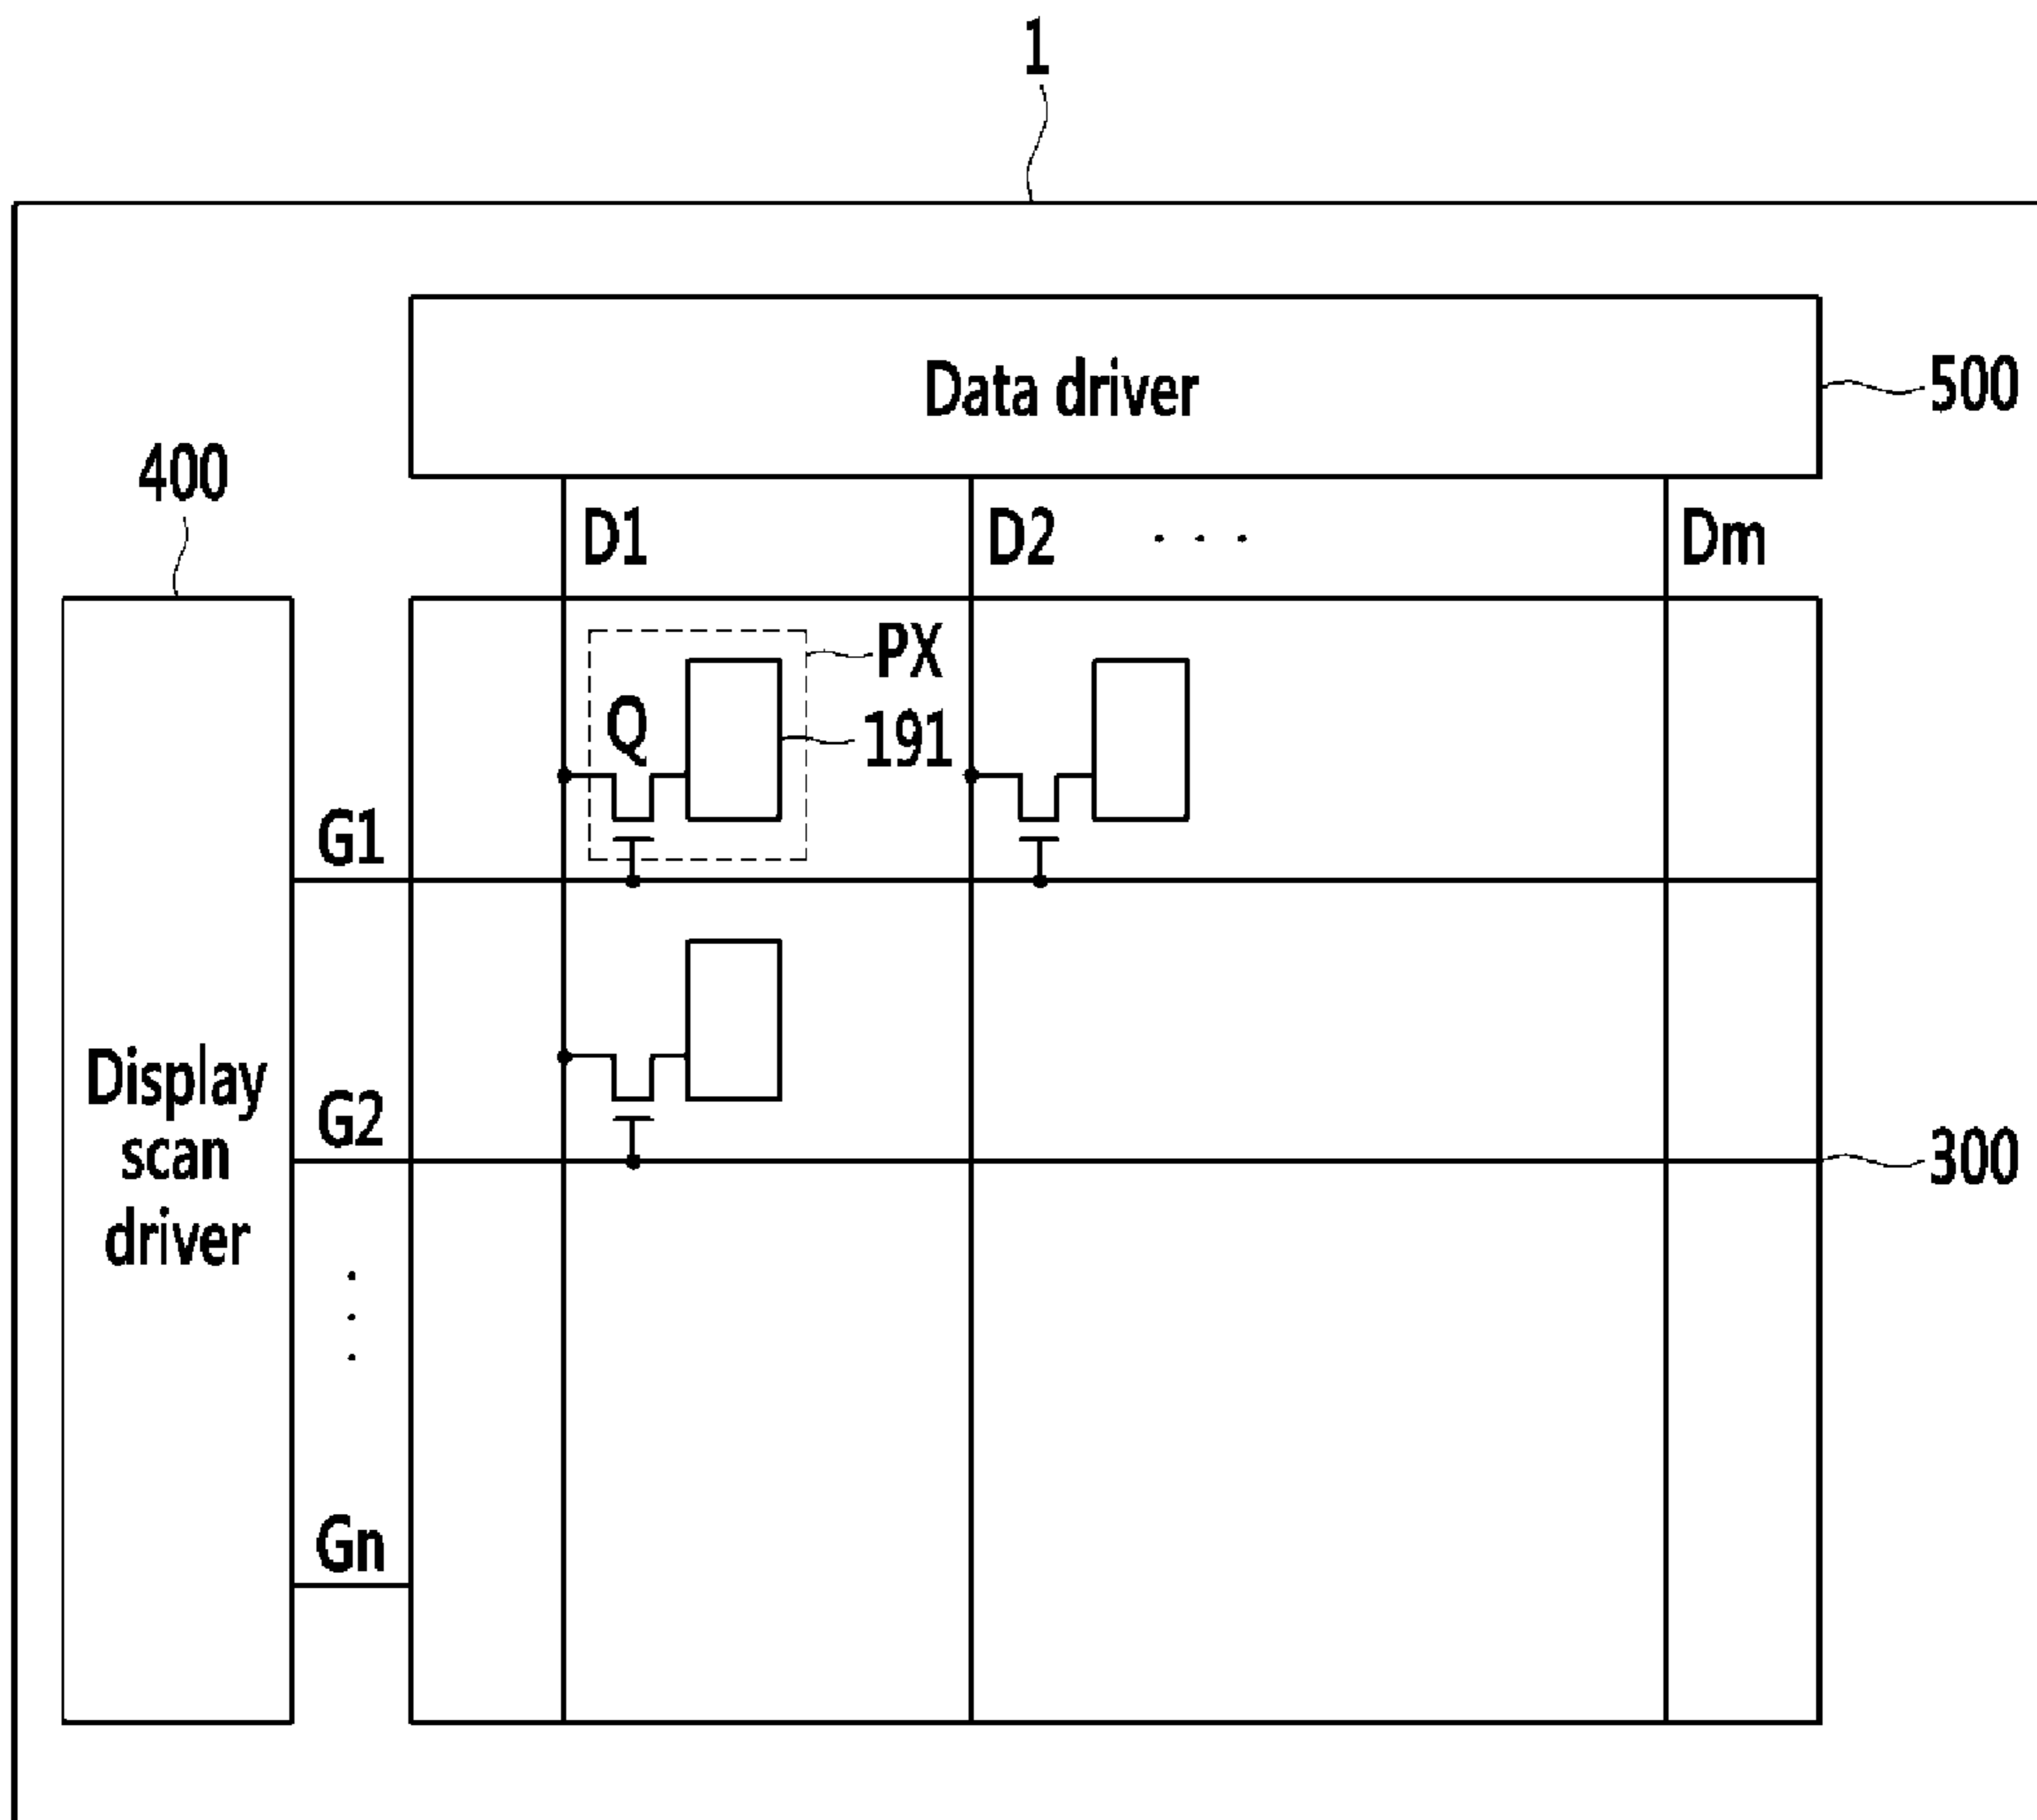 1
Data driver
500
400
D1
D2
. . .
Dm
PX
Q
191
G1
Display
scan
driver
G2
300
.
.
.
Gn